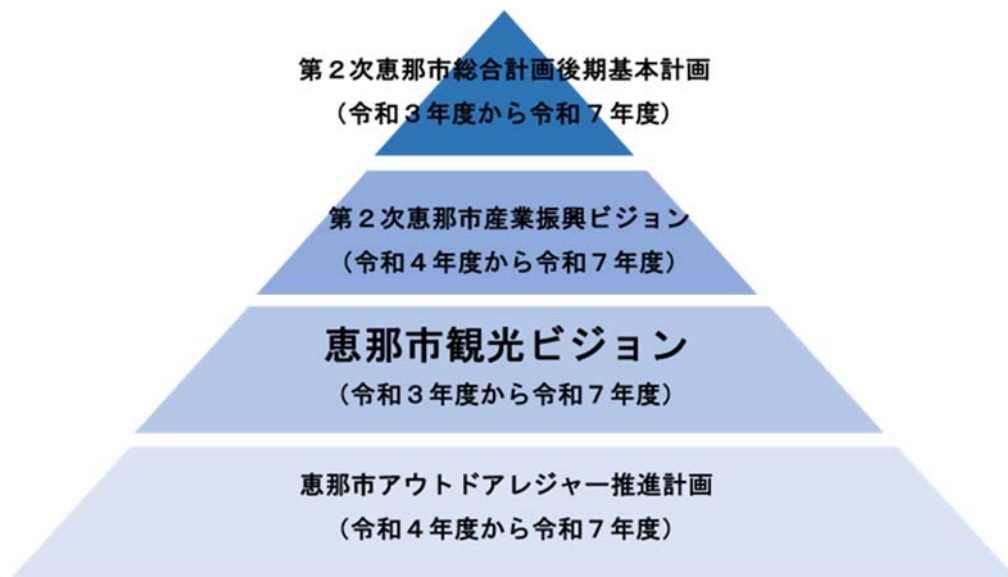 第２次恵那市総合計画後期基本計画
（令和３年度から令和７年度）
第２次恵那市産業振興ビジョン
（令和４年度から令和７年度）
恵那市観光ビジョン
（令和３年度から令和７年度）
恵那市アウトドアレジャー推進計画
（令和４年度から令和７年度）